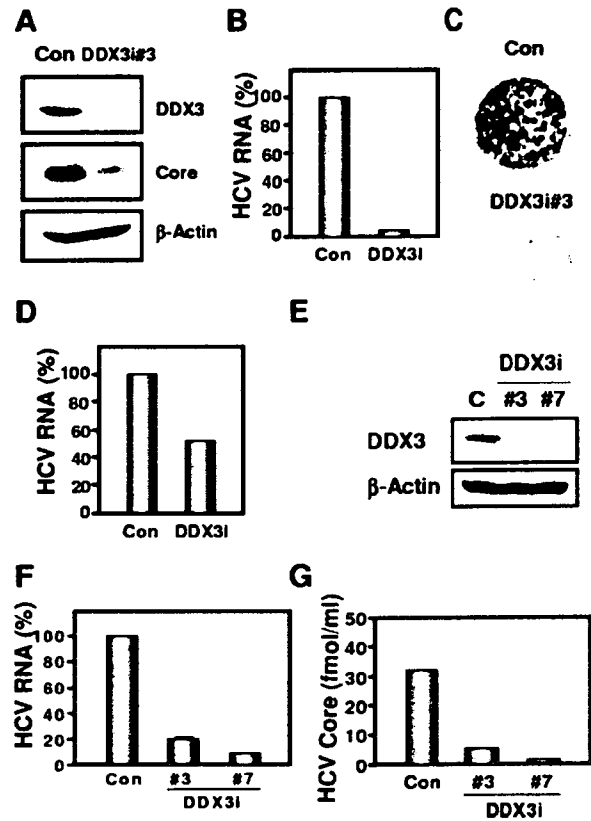 A
Con DDX3i#3
DDX3
Core
β-Actin
B
HCV RNA (%)
100
80
60
40
20
0
Con DDX3i
C
Con
DDX3i#3
D
HCV RNA (%)
100
80
60
40
20
0
Con DDX3i
E
DDX3i
C #3 #7
DDX3
β-Actin
F
HCV RNA (%)
100
80
60
40
20
0
Con #3 #7
DDX3i
G
HCV Core (fmol/ml)
50
40
30
20
10
0
Con #3 #7
DDX3i